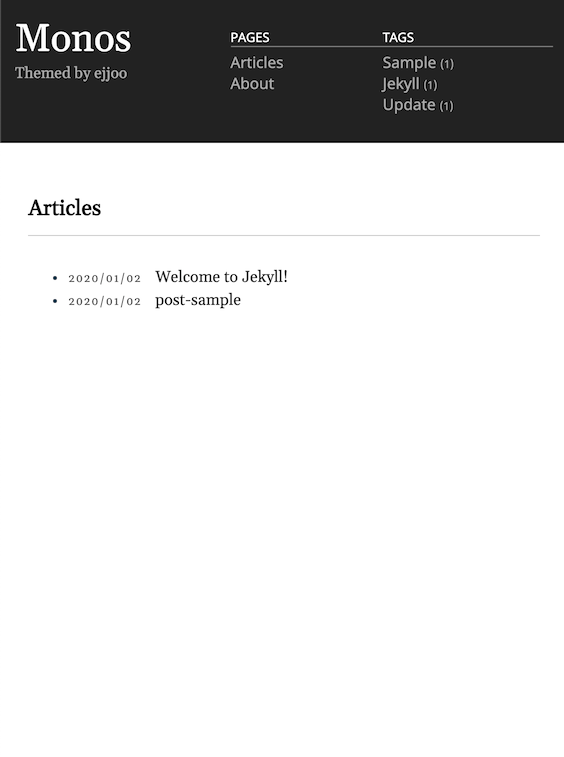 Monos
Themed by ejjoo
PAGES
Articles
About
TAGS
Sample (1)
Jekyll (1)
Update (1)
Articles
2020/01/02 Welcome to Jekyll!
2020/01/02 post-sample